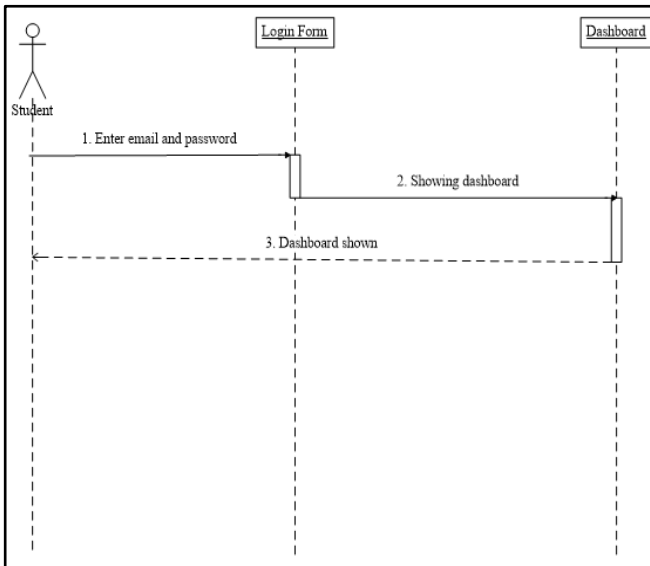 Login Form
Dashboard
Student
1. Enter email and password
2. Showing dashboard
3. Dashboard shown